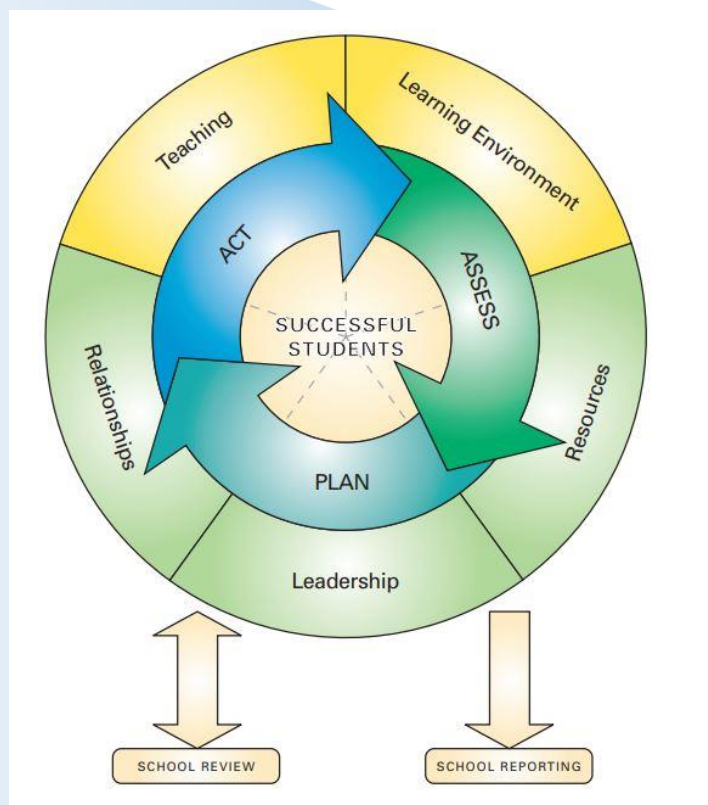 Teaching
Learning Environment
ACT
ASSESS
SUCCESSFUL
STUDENTS
Relationships
Resources
PLAN
Leadership
SCHOOL REVIEW
SCHOOL REPORTING